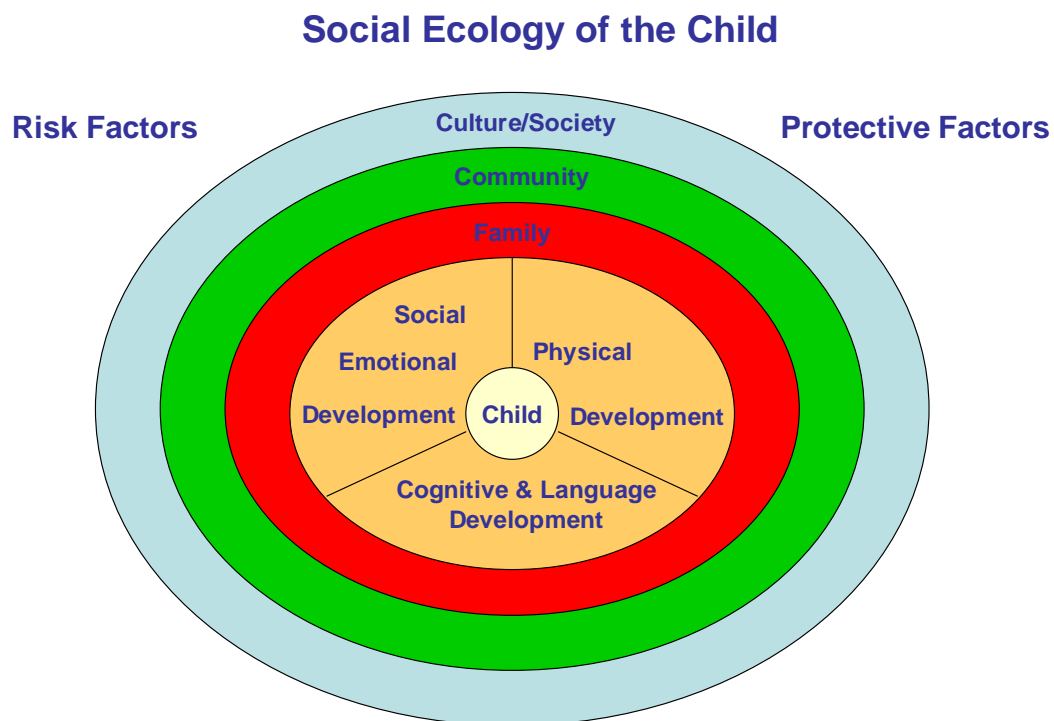 Social Ecology of the Child
Risk Factors
Culture/Society
Protective Factors
Community
Family
Social
Emotional
Development
Physical
Development
Child
Cognitive & Language
Development